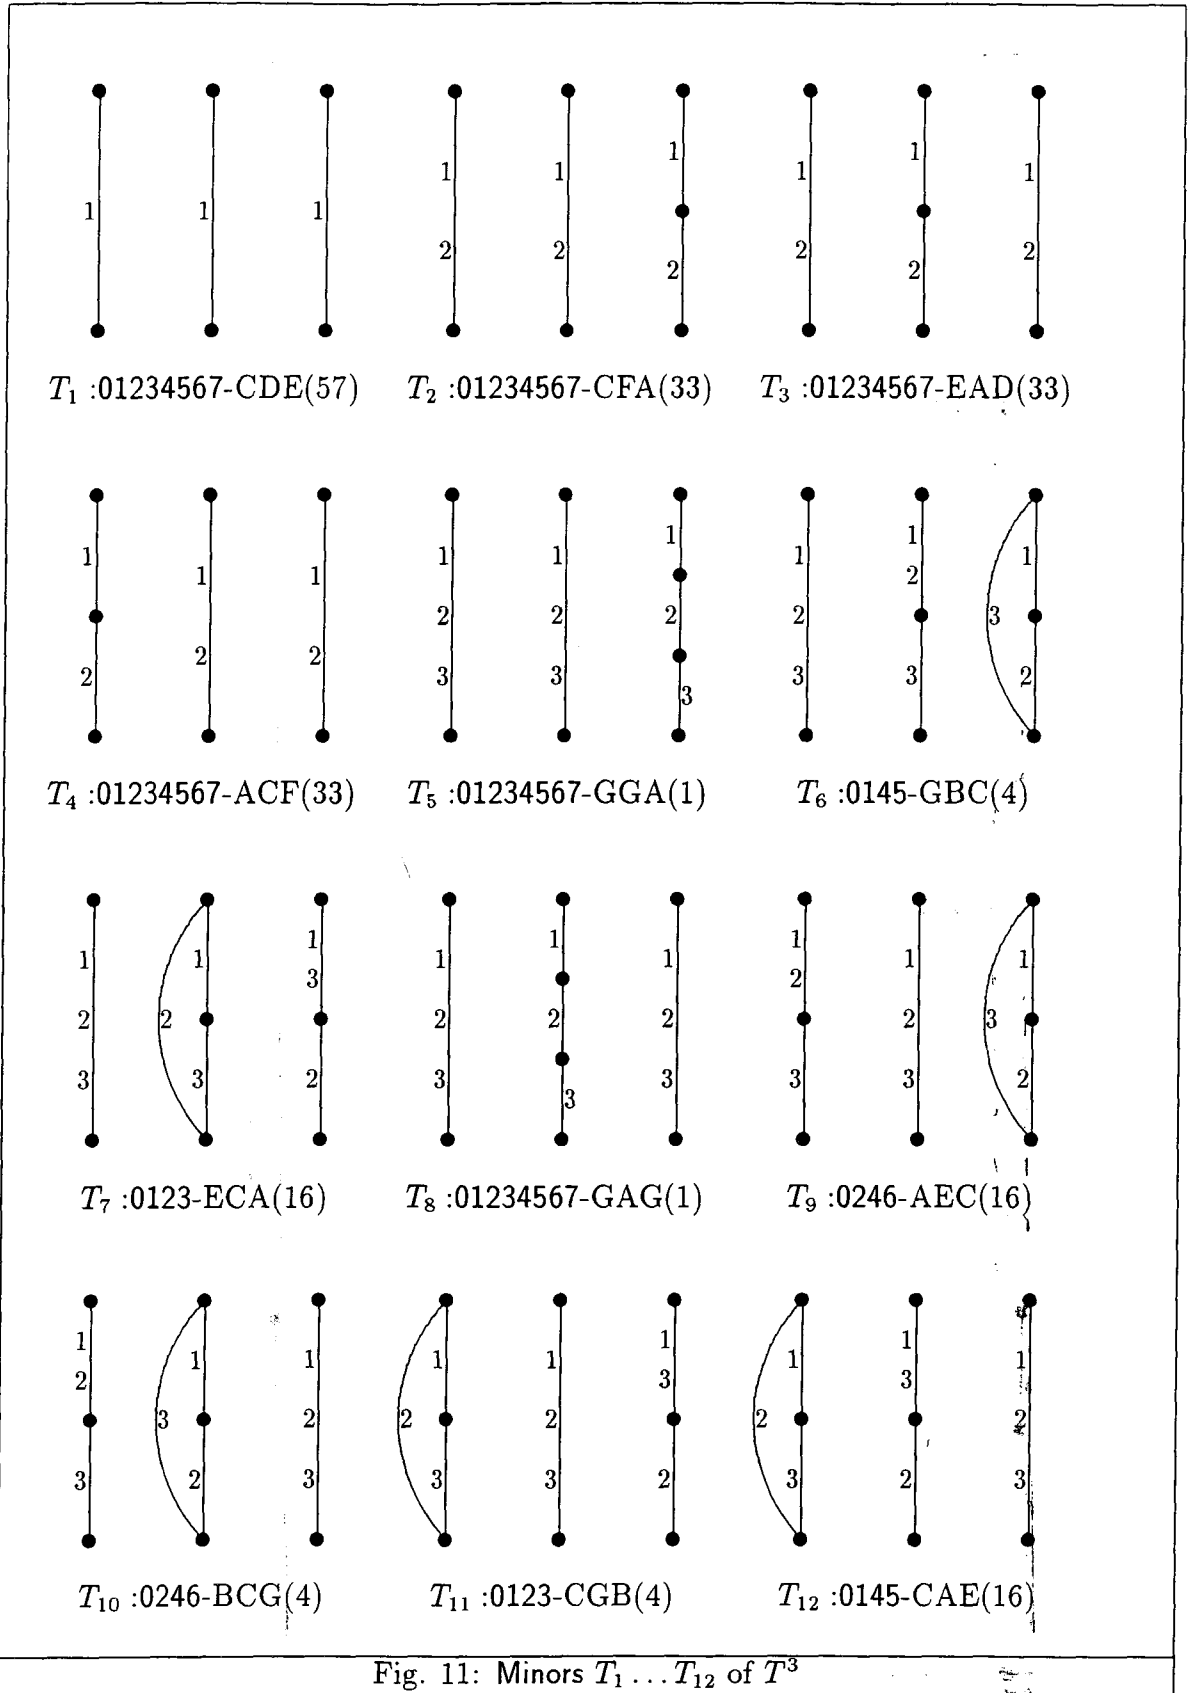 1 1 1 1 2 1 2 1 2 1 2 1 2 1 2
T₁ :01234567-CDE(57) T₂ :01234567-CFA(33) T₃ :01234567-EAD(33)
1 2 1 2 1 2 1 2 3 1 2 3 1 2 3 1 2 3 1 2 3 3 1 2
T₄ :01234567-ACF(33) T₅ :01234567-GGA(1) T₆ :0145-GBC(4)
1 2 3 2 1 3 1 3 2 1 2 3 1 2 3 1 2 3 1 2 3 1 2 3 3 1 2
T₇ :0123-ECA(16) T₈ :01234567-GAG(1) T₉ :0246-AEC(16)
1 2 3 3 1 2 1 2 3 2 1 3 1 2 3 1 3 2 2 1 3 1 3 2 1 2 3
T₁₀ :0246-BCG(4) T₁₁ :0123-CGB(4) T₁₂ :0145-CAE(16)
Fig. 11: Minors T₁ ... T₁₂ of T³